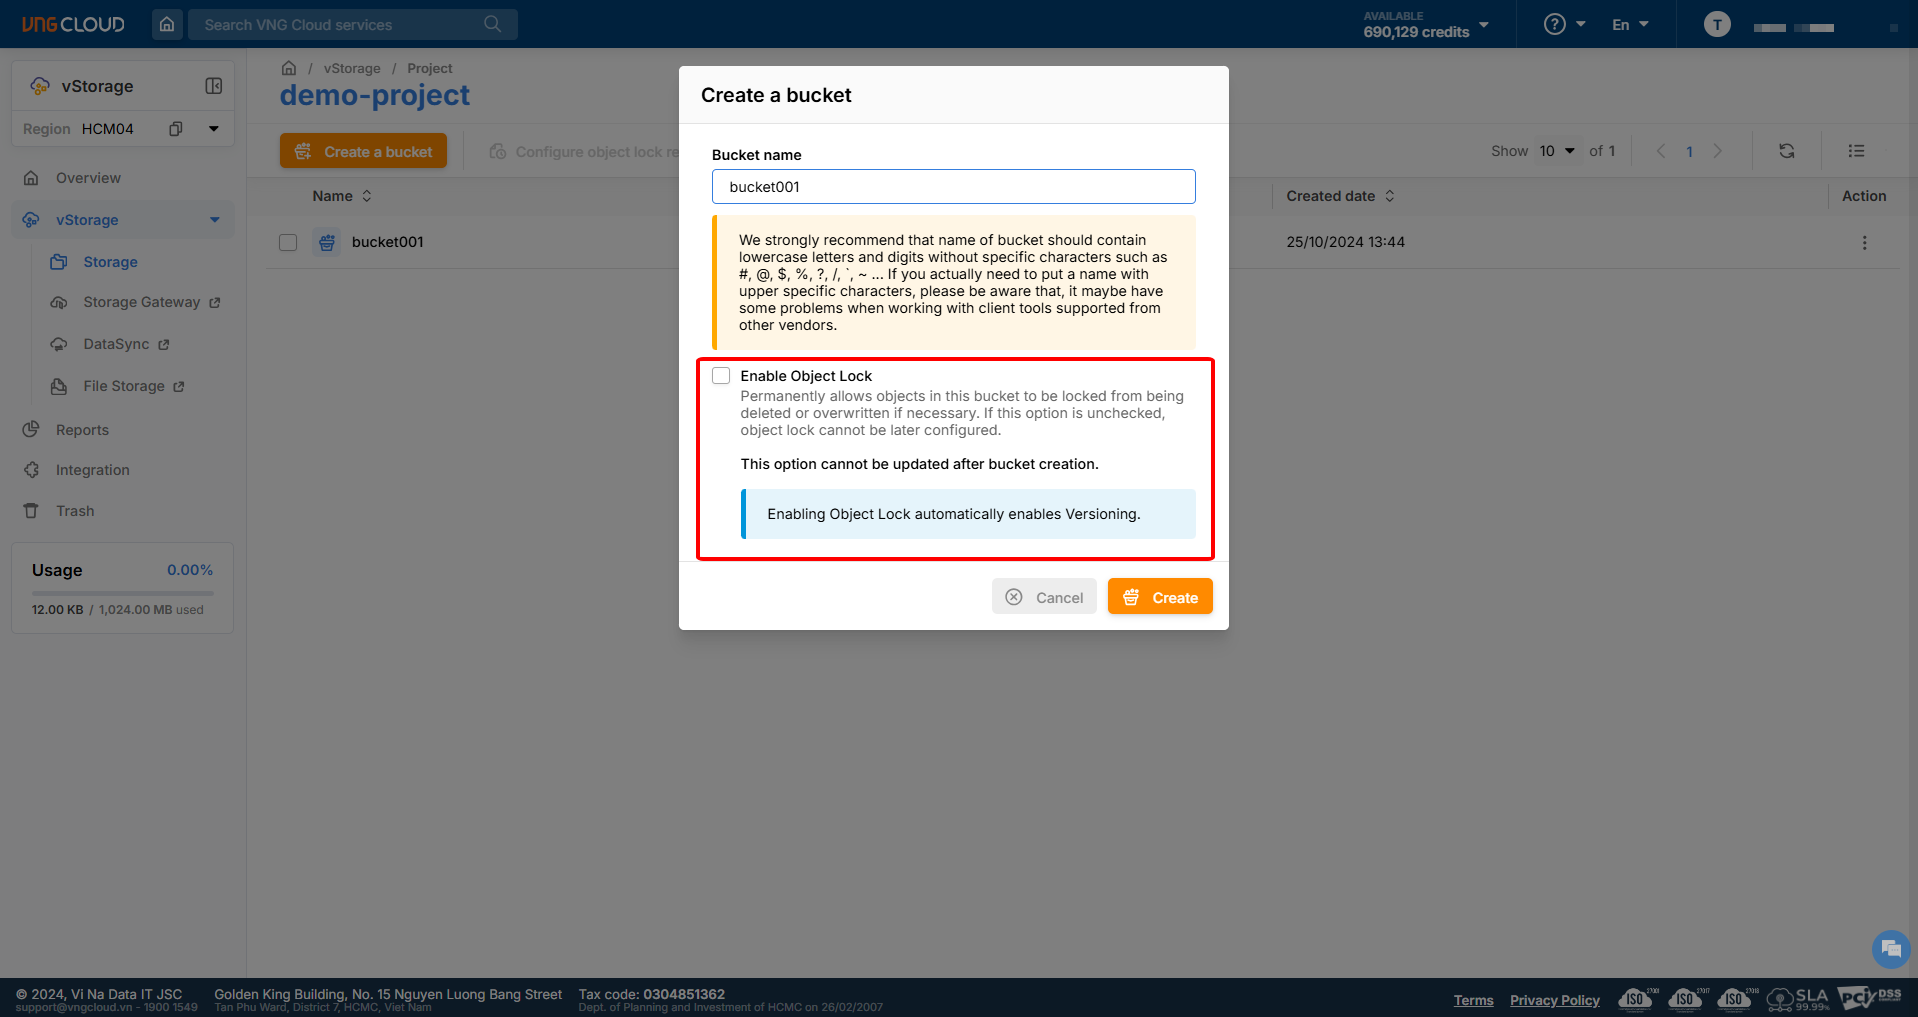 VNG CLOUD
Search VNG Cloud services
AVAILABLE
690,129 credits
?
En
T
vStorage
Region HCM04
Overview
vStorage
Storage
Storage Gateway
DataSync
File Storage
Reports
Integration
Trash
Usage 0.00%
12.00 KB / 1,024.00 MB used
/ vStorage / Project
demo-project
Create a bucket
Configure object lock re
Show 10 of 1
1
Name
Created date
Action
bucket001
25/10/2024 13:44
Create a bucket
Bucket name
bucket001
We strongly recommend that name of bucket should contain
lowercase letters and digits without specific characters such as
#, @, $, %, ?, /, `, ~ ... If you actually need to put a name with
upper specific characters, please be aware that, it maybe have
some problems when working with client tools supported from
other vendors.
Enable Object Lock
Permanently allows objects in this bucket to be locked from being
deleted or overwritten if necessary. If this option is unchecked,
object lock cannot be later configured.
This option cannot be updated after bucket creation.
Enabling Object Lock automatically enables Versioning.
Cancel
Create
© 2024, Vi Na Data IT JSC
support@vngcloud.vn - 1900 1549
Golden King Building, No. 15 Nguyen Luong Bang Street
Tan Phu Ward, District 7, HCMC, Viet Nam
Tax code: 0304851362
Dept. of Planning and Investment of HCMC on 26/02/2007
Terms
Privacy Policy
ISO 27001
ISO 27017
ISO 27018
SLA
99.99%
PCI DSS